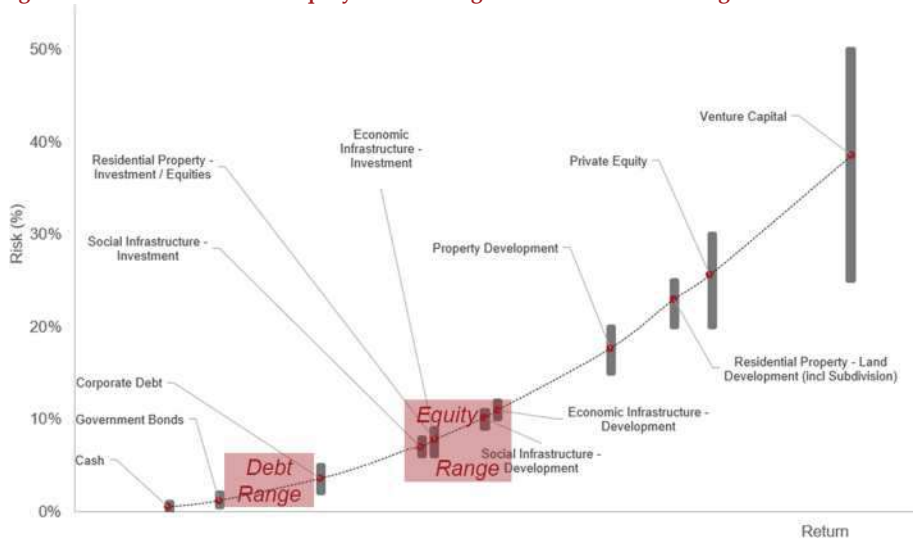 50%
Venture Capital
Economic
Infrastructure -
Investment
40%
Residential Property -
Investment / Equities
Private Equity
30%
Risk (%)
Social Infrastructure -
Investment
Property Development
20%
Residential Property - Land
Development (incl Subdivision)
Corporate Debt
Equity
Economic Infrastructure -
Development
10%
Government Bonds
Social Infrastructure -
Development
Range
Cash
Debt
Range
0%
Return